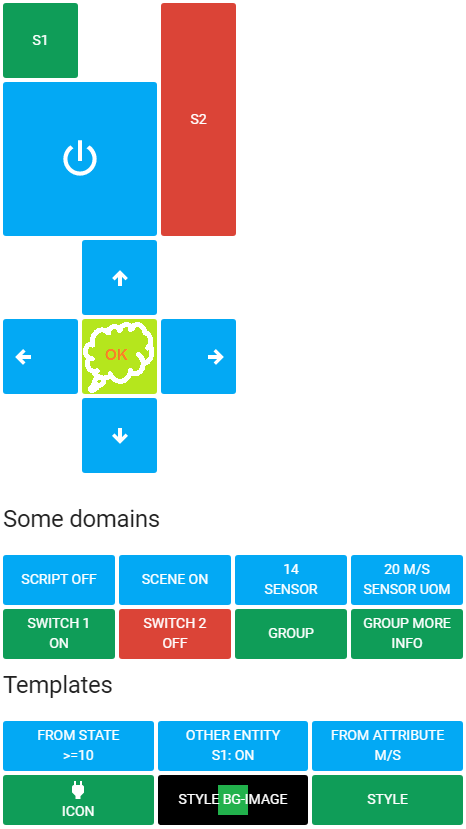 S1
S2
OK
Some domains
SCRIPT OFF
SCENE ON
14
SENSOR
20 M/S
SENSOR UOM
SWITCH 1
ON
SWITCH 2
OFF
GROUP
GROUP MORE
INFO
Templates
FROM STATE
>=10
OTHER ENTITY
S1: ON
FROM ATTRIBUTE
M/S
ICON
STYLE BG-IMAGE
STYLE